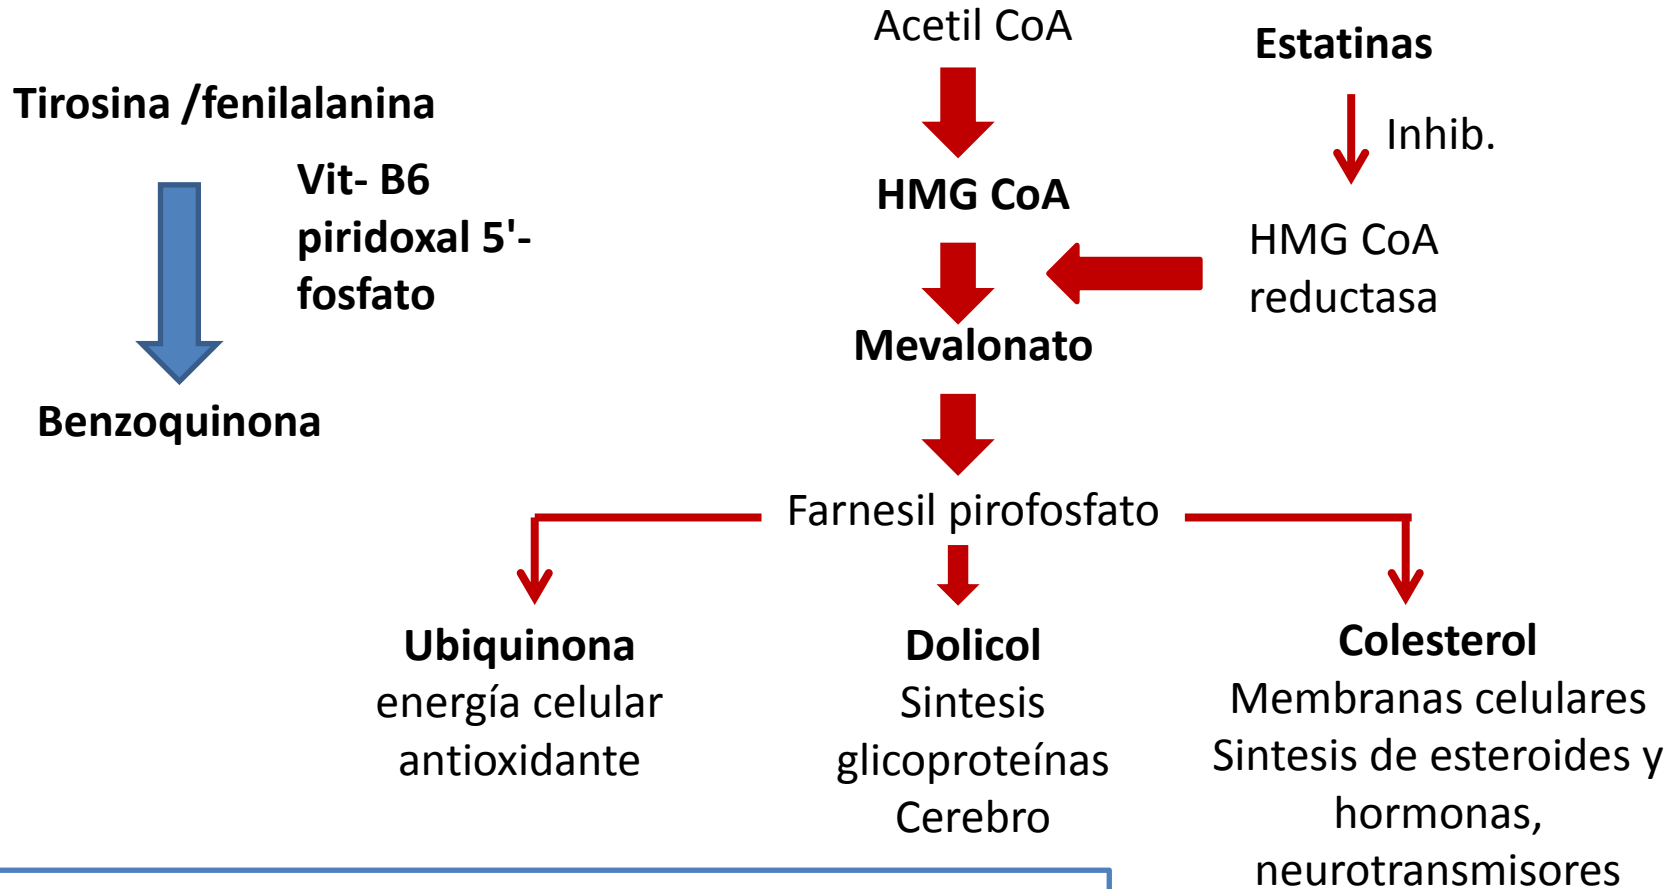 Acetil CoA
Estatinas
Tirosina /fenilalanina
Inhib.
Vit- B6
piridoxal 5'-
fosfato
HMG CoA
HMG CoA
reductasa
Mevalonato
Benzoquinona
Farnesil pirofosfato
Ubiquinona
energía celular
antioxidante
Dolicol
Sintesis
glicoproteínas
Cerebro
Colesterol
Membranas celulares
Sintesis de esteroides y
hormonas,
neurotransmisores